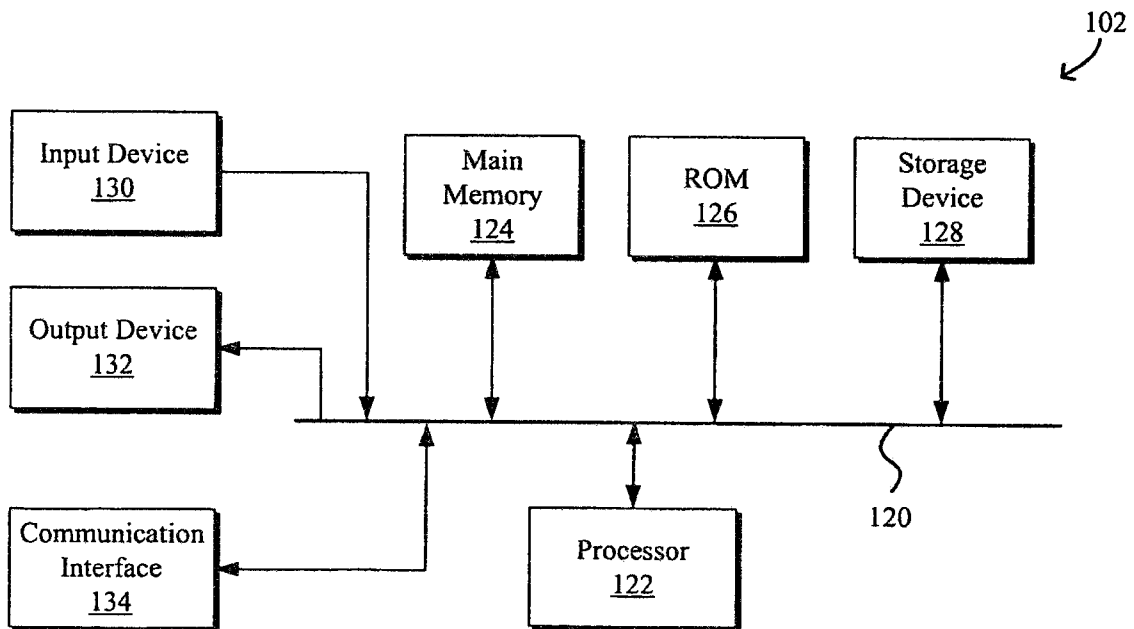 102
Input Device
130
Main
Memory
124
ROM
126
Storage
Device
128
Output Device
132
120
Communication
Interface
134
Processor
122